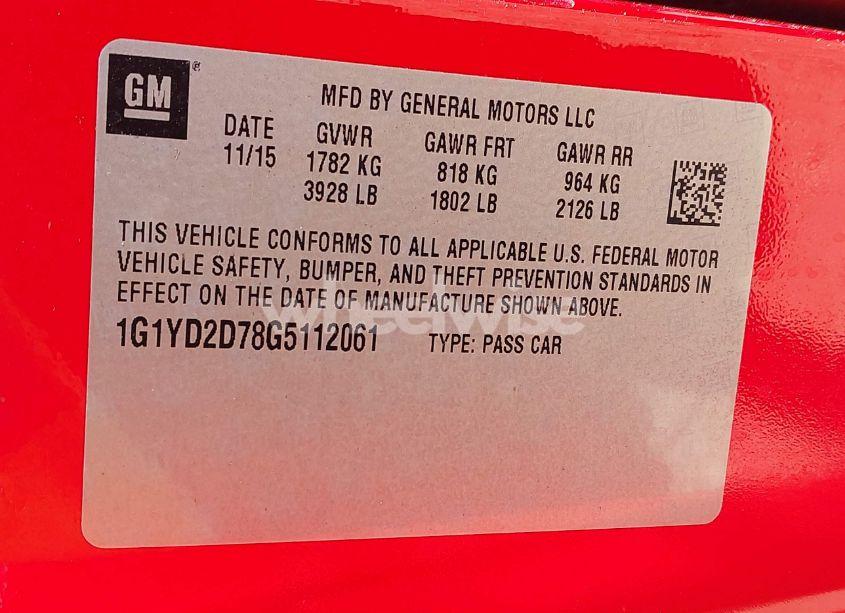 GM®
MFD BY GENERAL MOTORS LLC
DATE GVWR GAWR FRT GAWR RR
11/15 1782 KG 818 KG 964 KG
3928 LB 1802 LB 2126 LB
THIS VEHICLE CONFORMS TO ALL APPLICABLE U.S. FEDERAL MOTOR
VEHICLE SAFETY, BUMPER, AND THEFT PREVENTION STANDARDS IN
EFFECT ON THE DATE OF MANUFACTURE SHOWN ABOVE.
wheelwise
1G1YD2D78G5112061 TYPE: PASS CAR